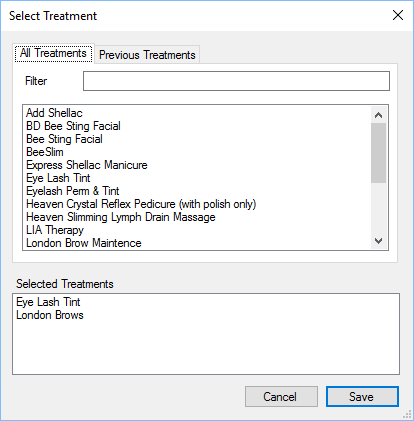 Select Treatment
All Treatments
Previous Treatments
Filter
Add Shellac
BD Bee Sting Facial
Bee Sting Facial
BeeSlim
Express Shellac Manicure
Eye Lash Tint
Eyelash Perm & Tint
Heaven Crystal Reflex Pedicure (with polish only)
Heaven Slimming Lymph Drain Massage
LIA Therapy
London Brow Maintence
Selected Treatments
Eye Lash Tint
London Brows
Cancel
Save